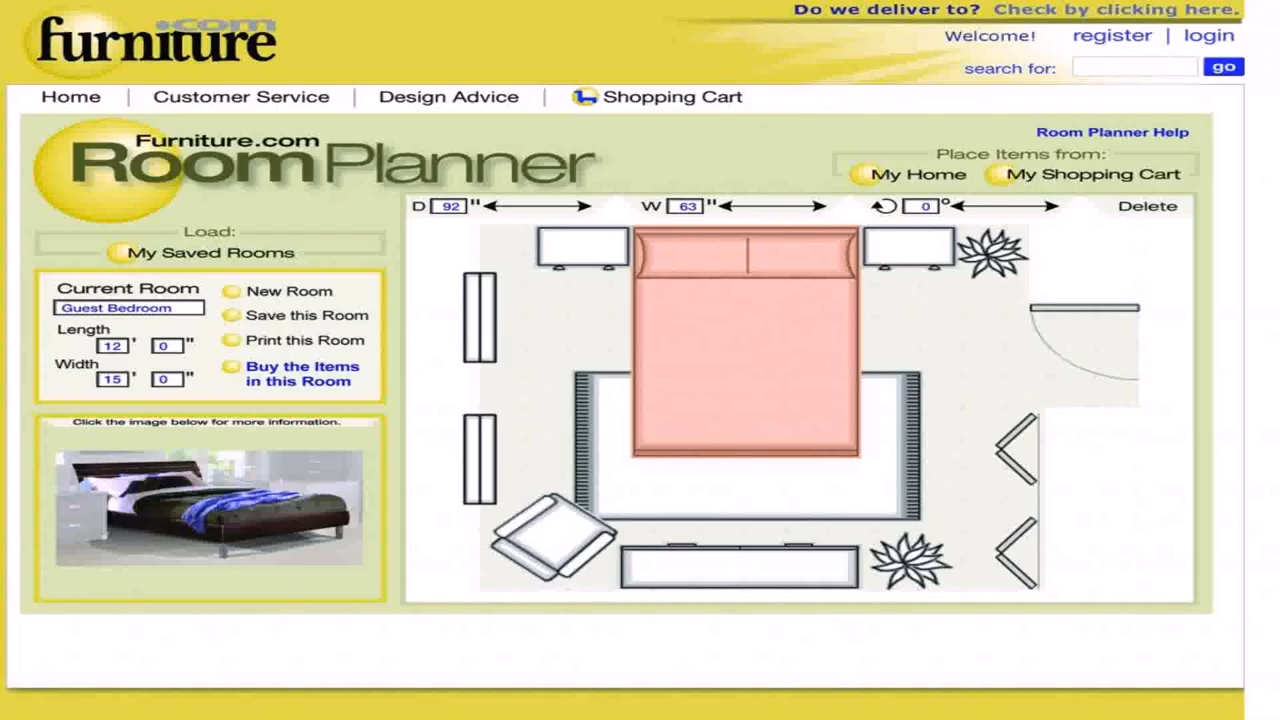 Do we deliver to? Check by clicking here.
furniture.com
Welcome! register | login
search for: go
Home | Customer Service | Design Advice | Shopping Cart
Furniture.com
Room Planner
Room Planner Help
Place Items from:
My Home My Shopping Cart
D 92" W 63" 0° Delete
Load:
My Saved Rooms
Current Room
Guest Bedroom
Length
12' 0"
Width
15' 0"
New Room
Save this Room
Print this Room
Buy the Items
in this Room
Click the image below for more information.